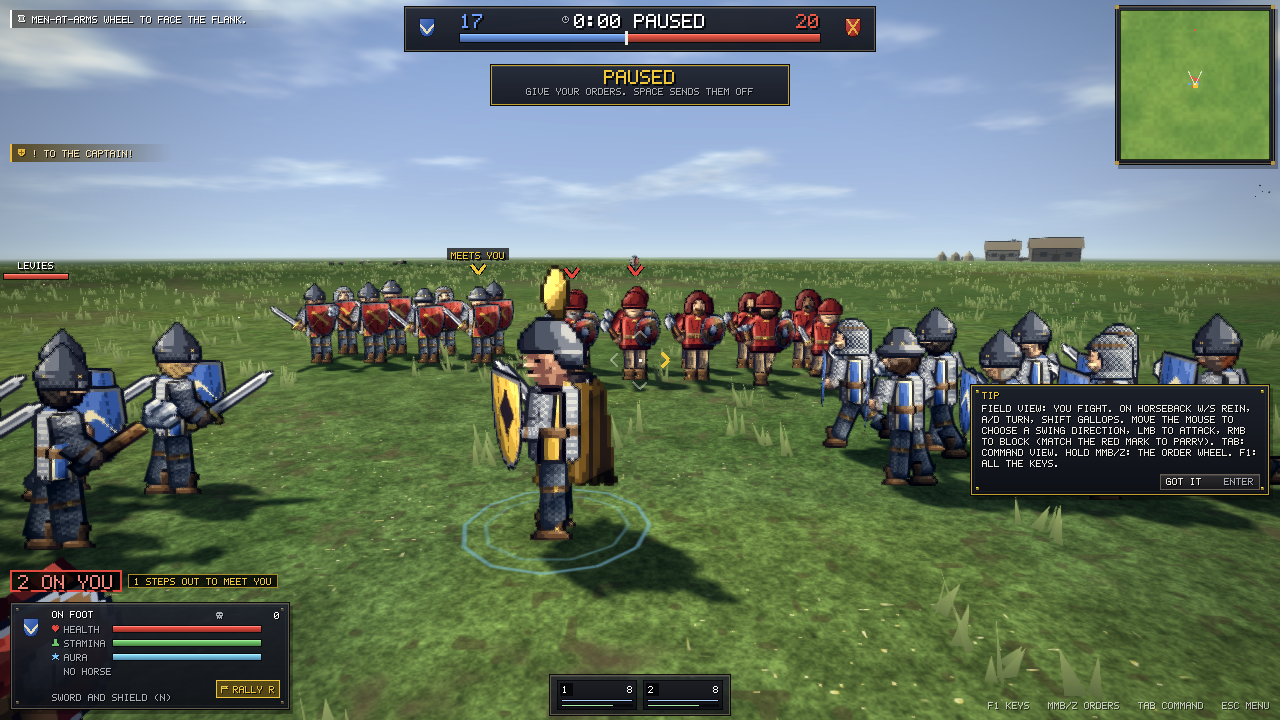 MEN-AT-ARMS WHEEL TO FACE THE FLANK.
17 0:00 PAUSED 20
PAUSED
GIVE YOUR ORDERS. SPACE SENDS THEM OFF
! TO THE CAPTAIN!
MEETS YOU
LEVIES
TIP
FIELD VIEW: YOU FIGHT. ON HORSEBACK W/S REIN,
A/D TURN, SHIFT GALLOPS. MOVE THE MOUSE TO
CHOOSE A SWING DIRECTION, LMB TO ATTACK, RMB
TO BLOCK (MATCH THE RED MARK TO PARRY). TAB:
COMMAND VIEW. HOLD MMB/Z: THE ORDER WHEEL. F1:
ALL THE KEYS.
GOT IT ENTER
2 ON YOU 1 STEPS OUT TO MEET YOU
ON FOOT 0
HEALTH
STAMINA
AURA
NO HORSE
SWORD AND SHIELD (N) RALLY R
1 8 2 8
F1 KEYS MMB/Z ORDERS TAB COMMAND ESC MENU